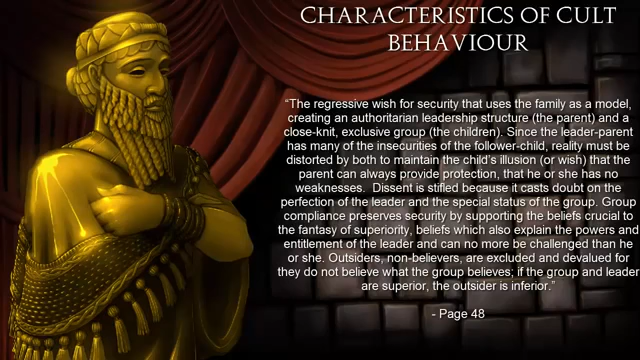 CHARACTERISTICS OF CULT
BEHAVIOUR
“The regressive wish for security that uses the family as a model,
creating an authoritarian leadership structure (the parent) and a
close-knit, exclusive group (the children). Since the leader-parent
has many of the insecurities of the follower-child, reality must be
distorted by both to maintain the child’s illusion (or wish) that the
parent can always provide protection, that he or she has no
weaknesses.  Dissent is stifled because it casts doubt on the
perfection of the leader and the special status of the group. Group
compliance preserves security by supporting the beliefs crucial to
the fantasy of superiority, beliefs which also explain the powers and
entitlement of the leader and can no more be challenged than he
or she. Outsiders, non-believers, are excluded and devalued for
they do not believe what the group believes; if the group and leader
are superior, the outsider is inferior.”
- Page 48